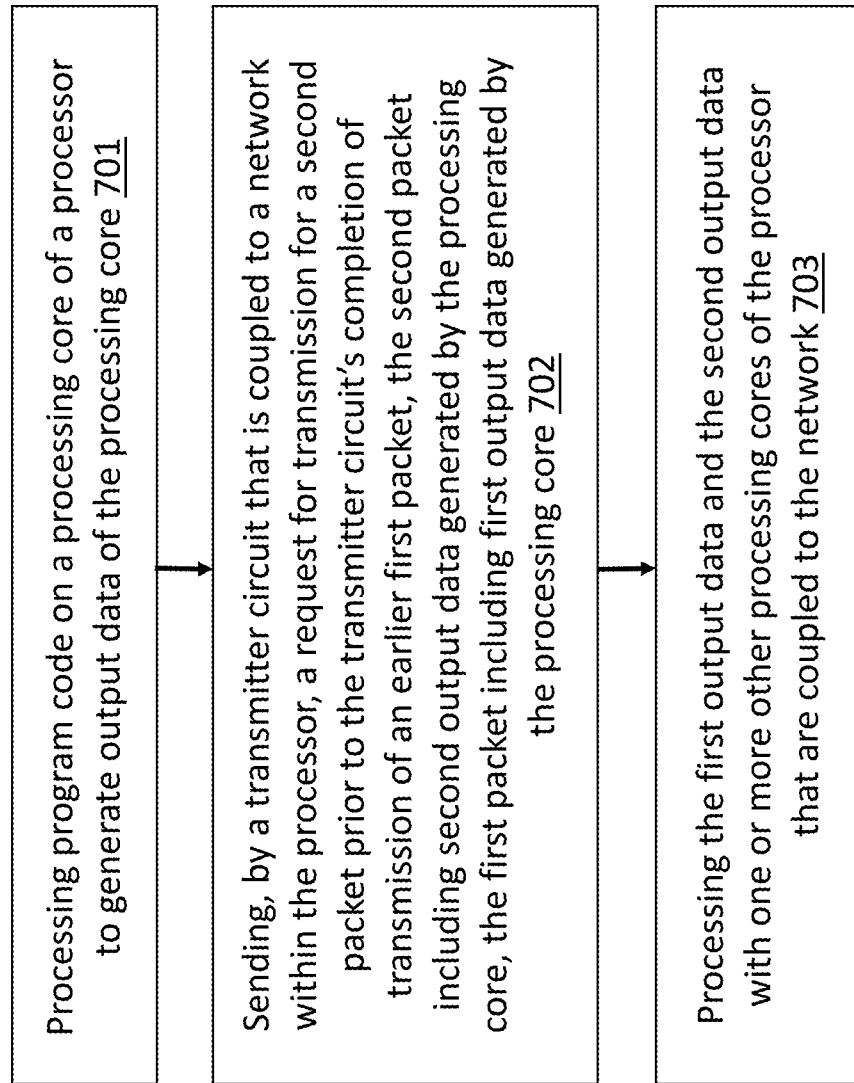 Processing program code on a processing core of a processor
to generate output data of the processing core 701
Sending, by a transmitter circuit that is coupled to a network
within the processor, a request for transmission for a second
packet prior to the transmitter circuit's completion of
transmission of an earlier first packet, the second packet
including second output data generated by the processing
core, the first packet including first output data generated by
the processing core 702
Processing the first output data and the second output data
with one or more other processing cores of the processor
that are coupled to the network 703